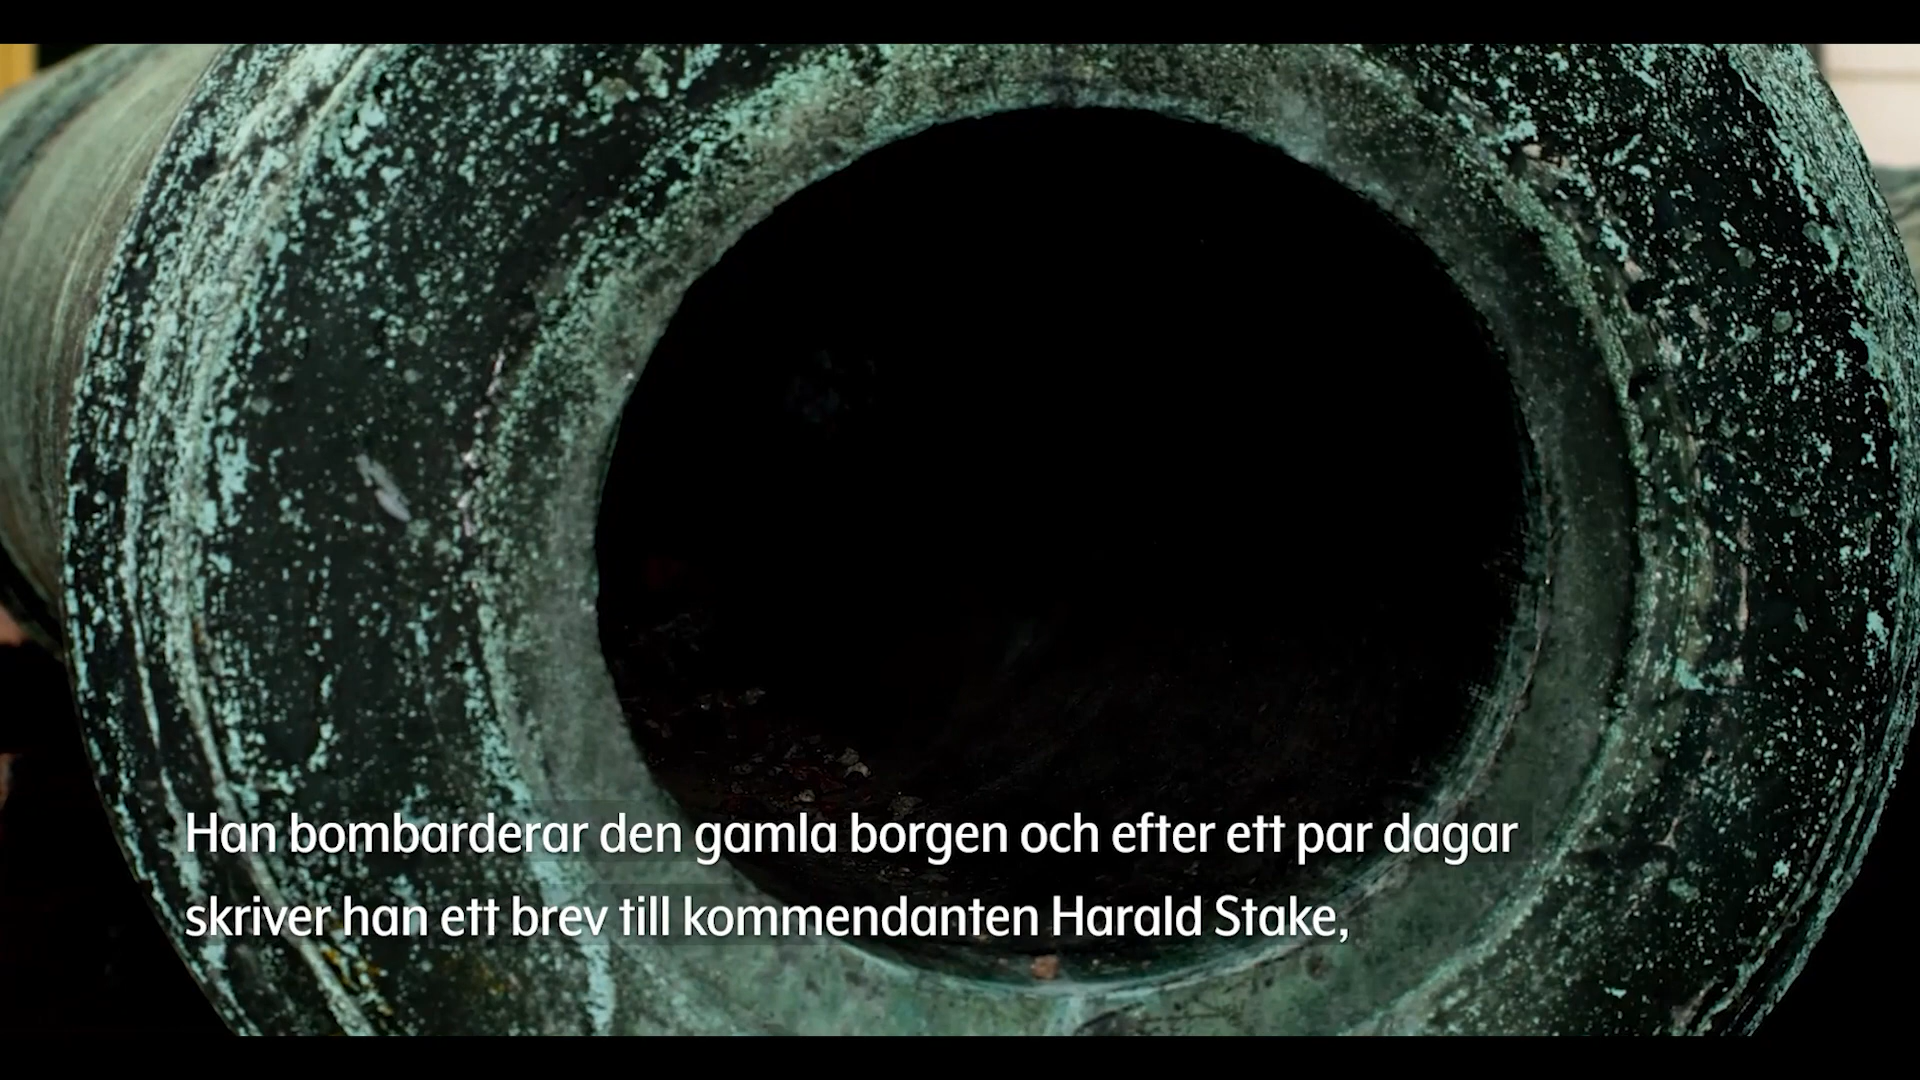 Han bombarderar den gamla borgen och efter ett par dagar
skriver han ett brev till kommendanten Harald Stake,